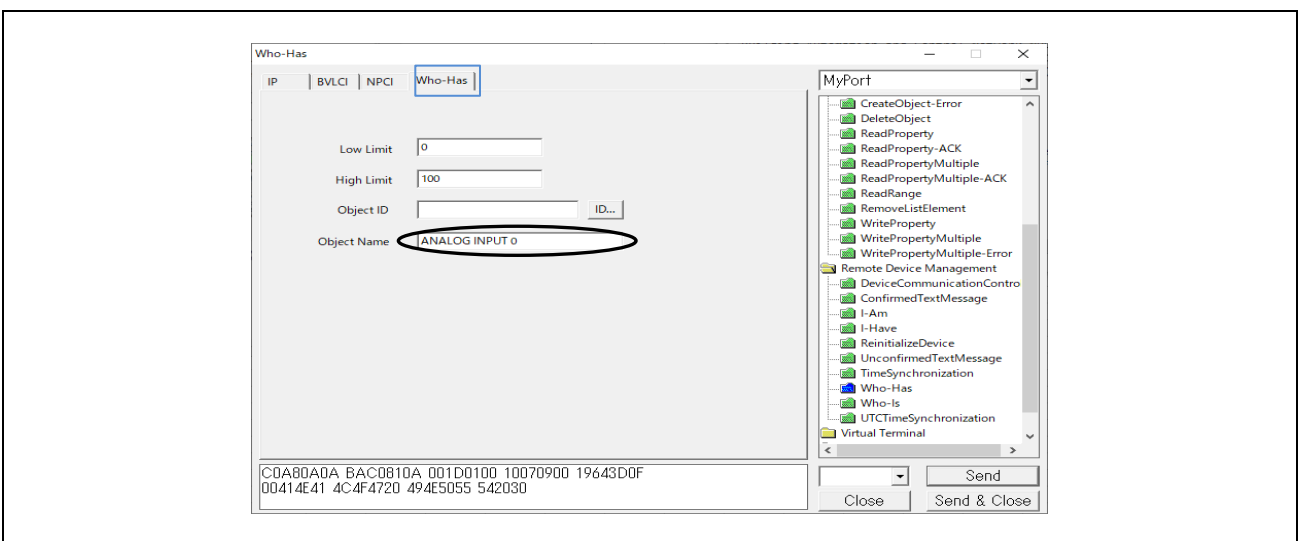 Who-Has
IP BVLCI NPCI Who-Has
Low Limit 0
High Limit 100
Object ID ID...
Object Name ANALOG INPUT 0
MyPort
CreateObject-Error
DeleteObject
ReadProperty
ReadProperty-ACK
ReadPropertyMultiple
ReadPropertyMultiple-ACK
ReadRange
RemoveListElement
WriteProperty
WritePropertyMultiple
WritePropertyMultiple-Error
Remote Device Management
DeviceCommunicationContro
ConfirmedTextMessage
I-Am
I-Have
ReinitializeDevice
UnconfirmedTextMessage
TimeSynchronization
Who-Has
Who-Is
UTCTimeSynchronization
Virtual Terminal
C0A80A0A BAC0810A 001D0100 10070900 19643D0F
00414E41 4C4F4720 494E5055 542030
Send
Close Send & Close